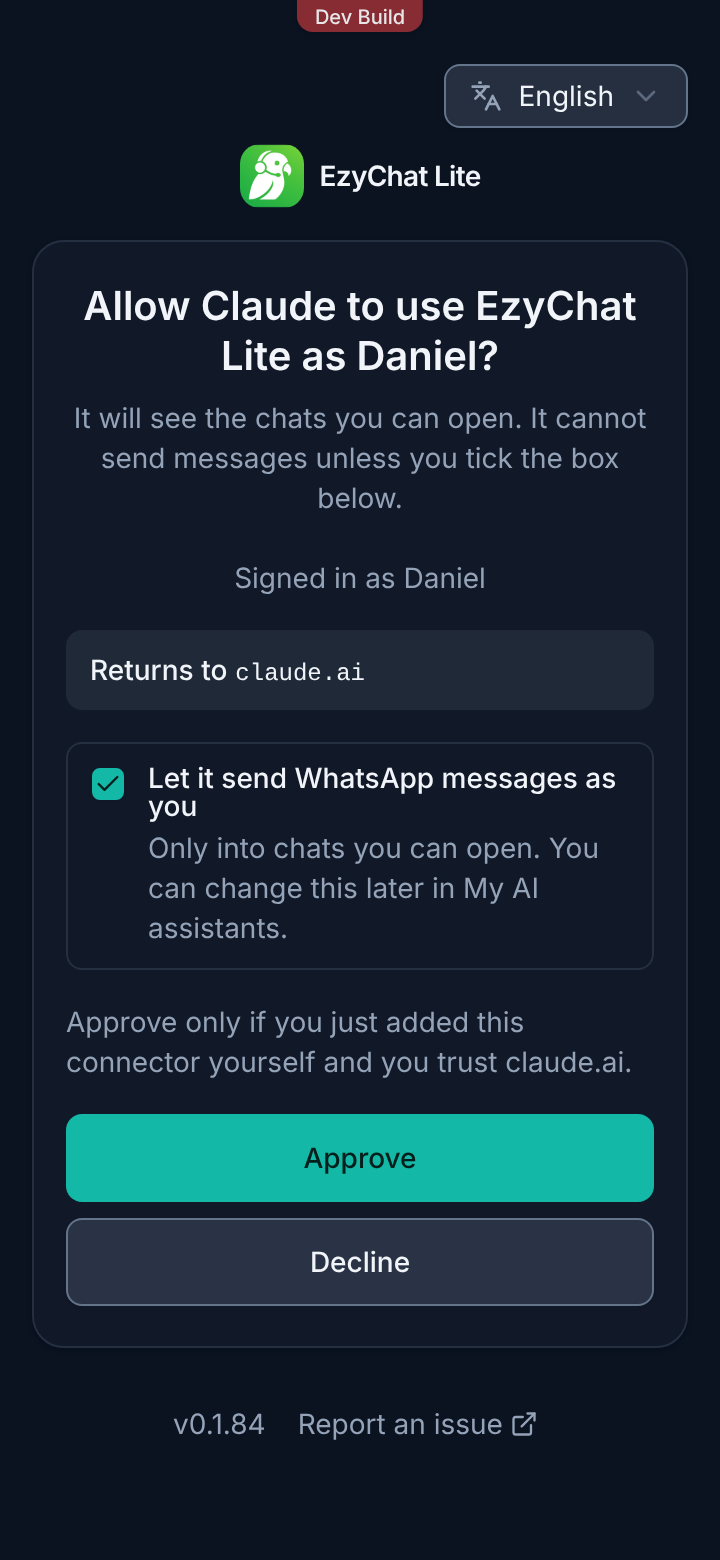 Dev Build
English
EzyChat Lite
Allow Claude to use EzyChat
Lite as Daniel?
It will see the chats you can open. It cannot
send messages unless you tick the box
below.
Signed in as Daniel
Returns to claude.ai
Let it send WhatsApp messages as
you
Only into chats you can open. You
can change this later in My AI
assistants.
Approve only if you just added this
connector yourself and you trust claude.ai.
Approve
Decline
v0.1.84 Report an issue